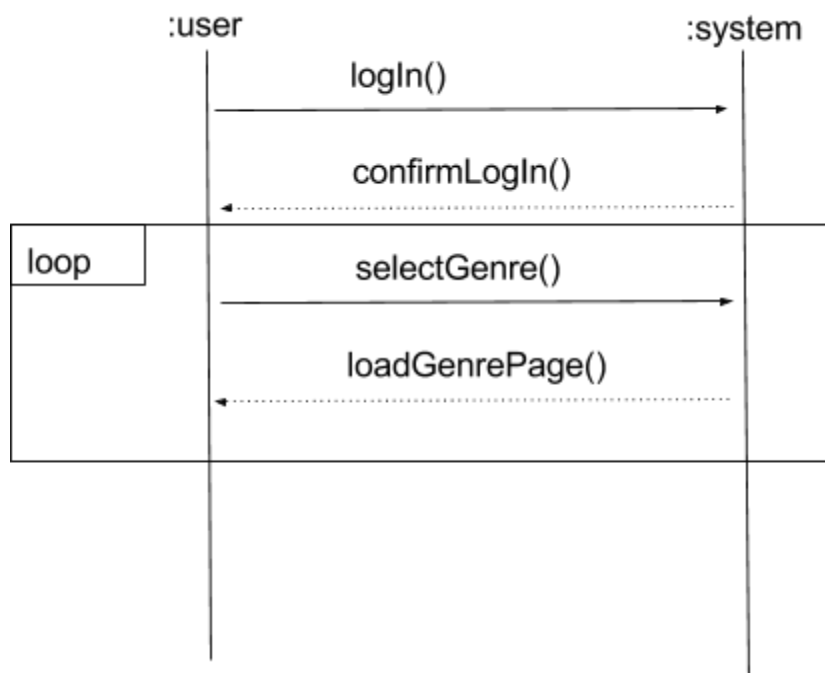 :user
:system
logIn()
confirmLogIn()
loop
selectGenre()
loadGenrePage()